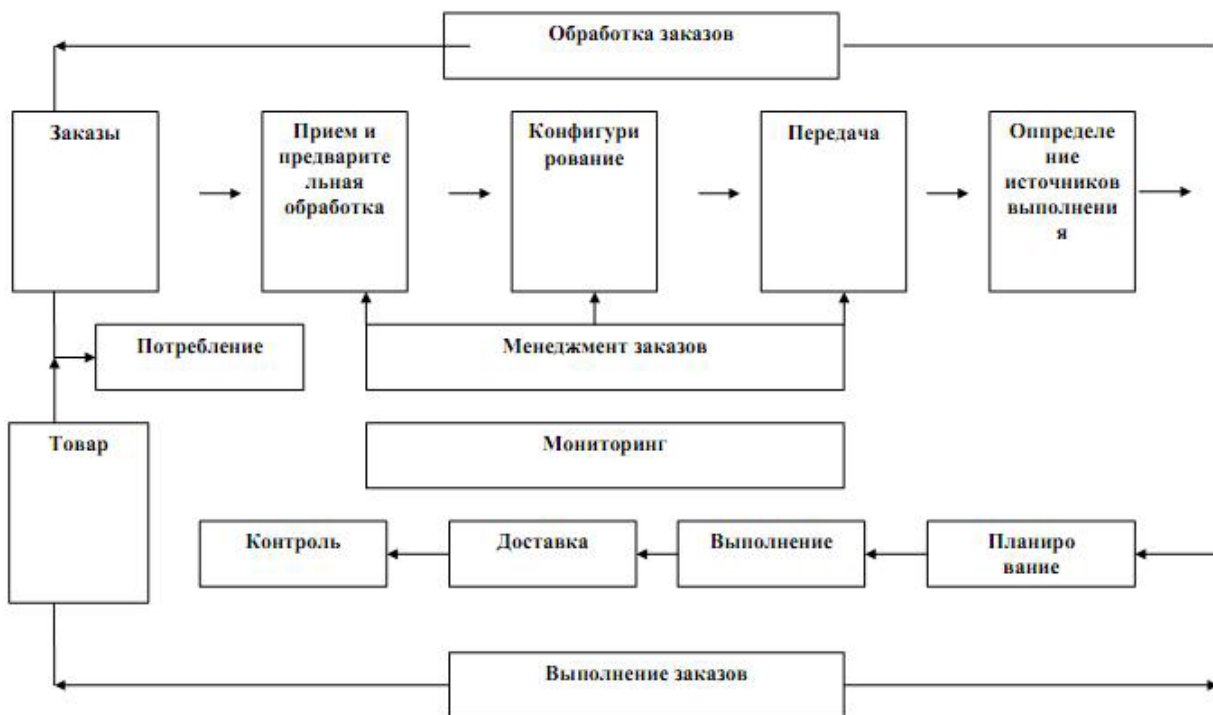 Обработка заказов
Заказы
Прием и
предварите
льная
обработка
Конфигури
рование
Передача
Оппределе
ние
источников
выполнени
я
Потребление
Менеджмент заказов
Товар
Мониторинг
Контроль
Доставка
Выполнение
Планиро
вание
Выполнение заказов